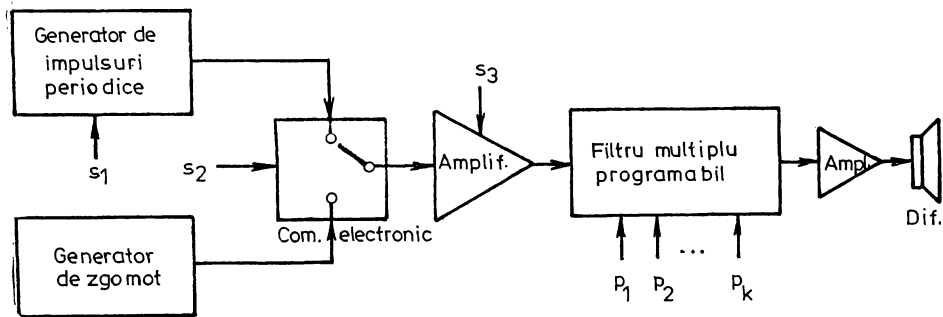 Generator de
impulsuri
periodice
s1
s2
Generator
de zgomot
Com. electronic
s3
Amplif.
Filtru multiplu
programabil
p1 p2 ... pk
Ampl.
Dif.